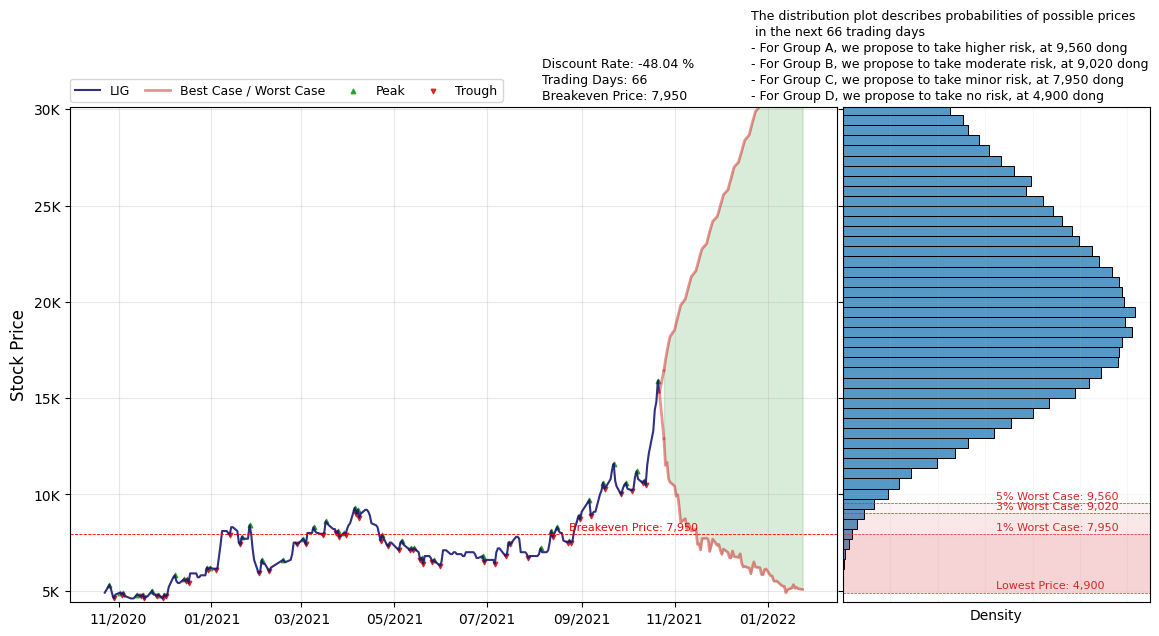 The distribution plot describes probabilities of possible prices
in the next 66 trading days
- For Group A, we propose to take higher risk, at 9,560 dong
- For Group B, we propose to take moderate risk, at 9,020 dong
- For Group C, we propose to take minor risk, at 7,950 dong
- For Group D, we propose to take no risk, at 4,900 dong
Discount Rate: -48.04 %
Trading Days: 66
Breakeven Price: 7,950
LIG
Best Case / Worst Case
Peak
Trough
Stock Price
30K
25K
20K
15K
10K
5K
Breakeven Price: 7,950
5% Worst Case: 9,560
3% Worst Case: 9,020
1% Worst Case: 7,950
Lowest Price: 4,900
11/2020
01/2021
03/2021
05/2021
07/2021
09/2021
11/2021
01/2022
Density